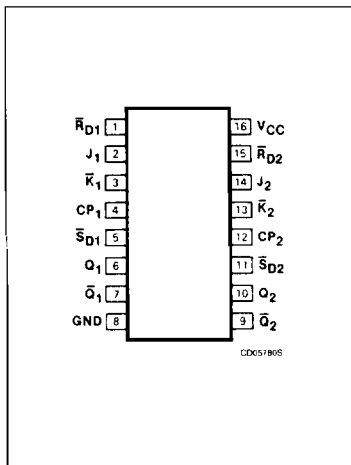 R̅D1 1 16 VCC
J1 2 15 R̅D2
K̅1 3 14 J2
CP1 4 13 K̅2
S̅D1 5 12 CP2
Q1 6 11 S̅D2
Q̅1 7 10 Q2
GND 8 9 Q̅2
CD05780S